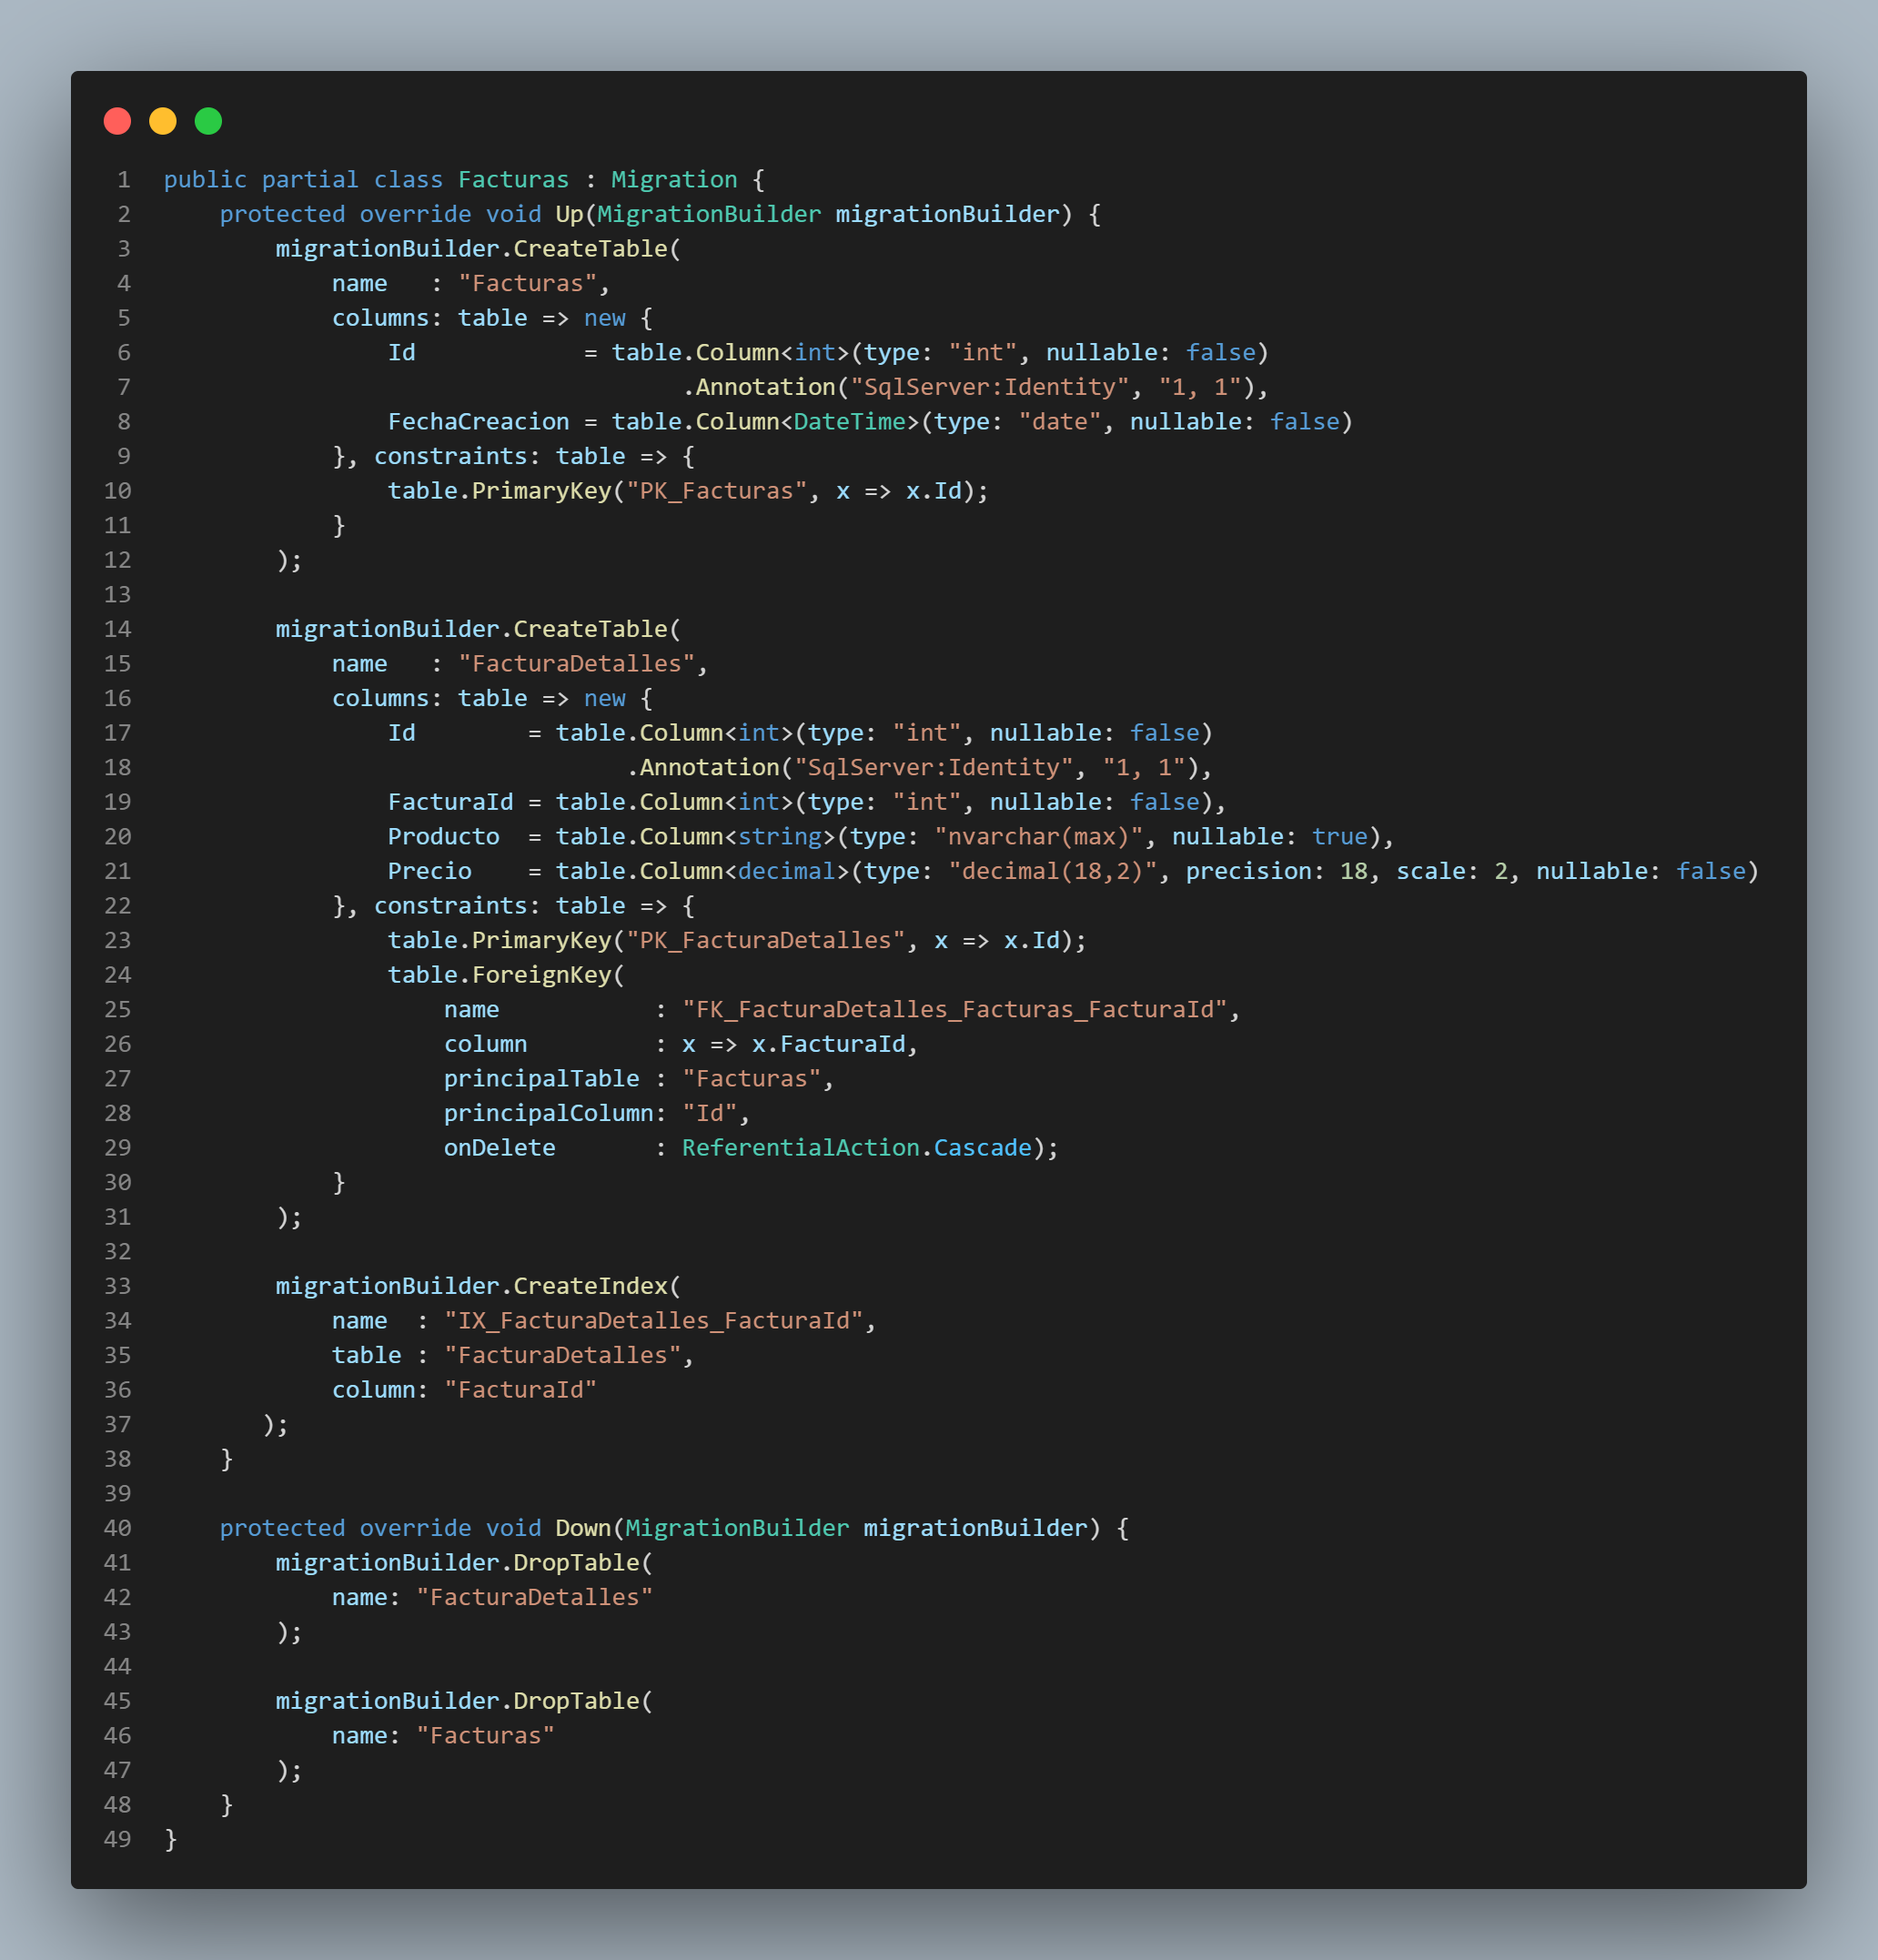 1 public partial class Facturas : Migration {
2     protected override void Up(MigrationBuilder migrationBuilder) {
3         migrationBuilder.CreateTable(
4             name   : "Facturas",
5             columns: table => new {
6                 Id            = table.Column<int>(type: "int", nullable: false)
7                                      .Annotation("SqlServer:Identity", "1, 1"),
8                 FechaCreacion = table.Column<DateTime>(type: "date", nullable: false)
9             }, constraints: table => {
10                 table.PrimaryKey("PK_Facturas", x => x.Id);
11             }
12         );
13
14         migrationBuilder.CreateTable(
15             name   : "FacturaDetalles",
16             columns: table => new {
17                 Id        = table.Column<int>(type: "int", nullable: false)
18                                  .Annotation("SqlServer:Identity", "1, 1"),
19                 FacturaId = table.Column<int>(type: "int", nullable: false),
20                 Producto  = table.Column<string>(type: "nvarchar(max)", nullable: true),
21                 Precio    = table.Column<decimal>(type: "decimal(18,2)", precision: 18, scale: 2, nullable: false)
22             }, constraints: table => {
23                 table.PrimaryKey("PK_FacturaDetalles", x => x.Id);
24                 table.ForeignKey(
25                     name           : "FK_FacturaDetalles_Facturas_FacturaId",
26                     column         : x => x.FacturaId,
27                     principalTable : "Facturas",
28                     principalColumn: "Id",
29                     onDelete       : ReferentialAction.Cascade);
30             }
31         );
32
33         migrationBuilder.CreateIndex(
34             name  : "IX_FacturaDetalles_FacturaId",
35             table : "FacturaDetalles",
36             column: "FacturaId"
37        );
38     }
39
40     protected override void Down(MigrationBuilder migrationBuilder) {
41         migrationBuilder.DropTable(
42             name: "FacturaDetalles"
43         );
44
45         migrationBuilder.DropTable(
46             name: "Facturas"
47         );
48     }
49 }